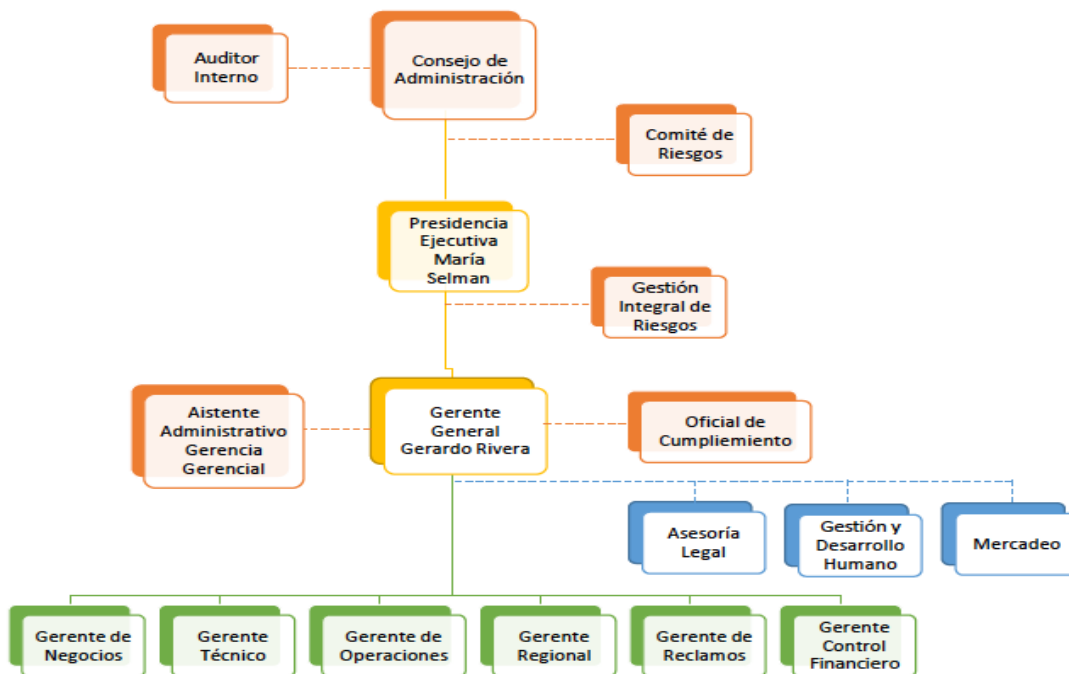 Auditor
Interno
Consejo de
Administración
Comité de
Riesgos
Presidencia
Ejecutiva
María
Selman
Gestión
Integral de
Riesgos
Aistente
Administrativo
Gerencia
Gerencial
Gerente
General
Gerardo Rivera
Oficial de
Cumpliemiento
Asesoría
Legal
Gestión y
Desarrollo
Humano
Mercadeo
Gerente de
Negocios
Gerente
Técnico
Gerente de
Operaciones
Gerente
Regional
Gerente de
Reclamos
Gerente
Control
Financiero